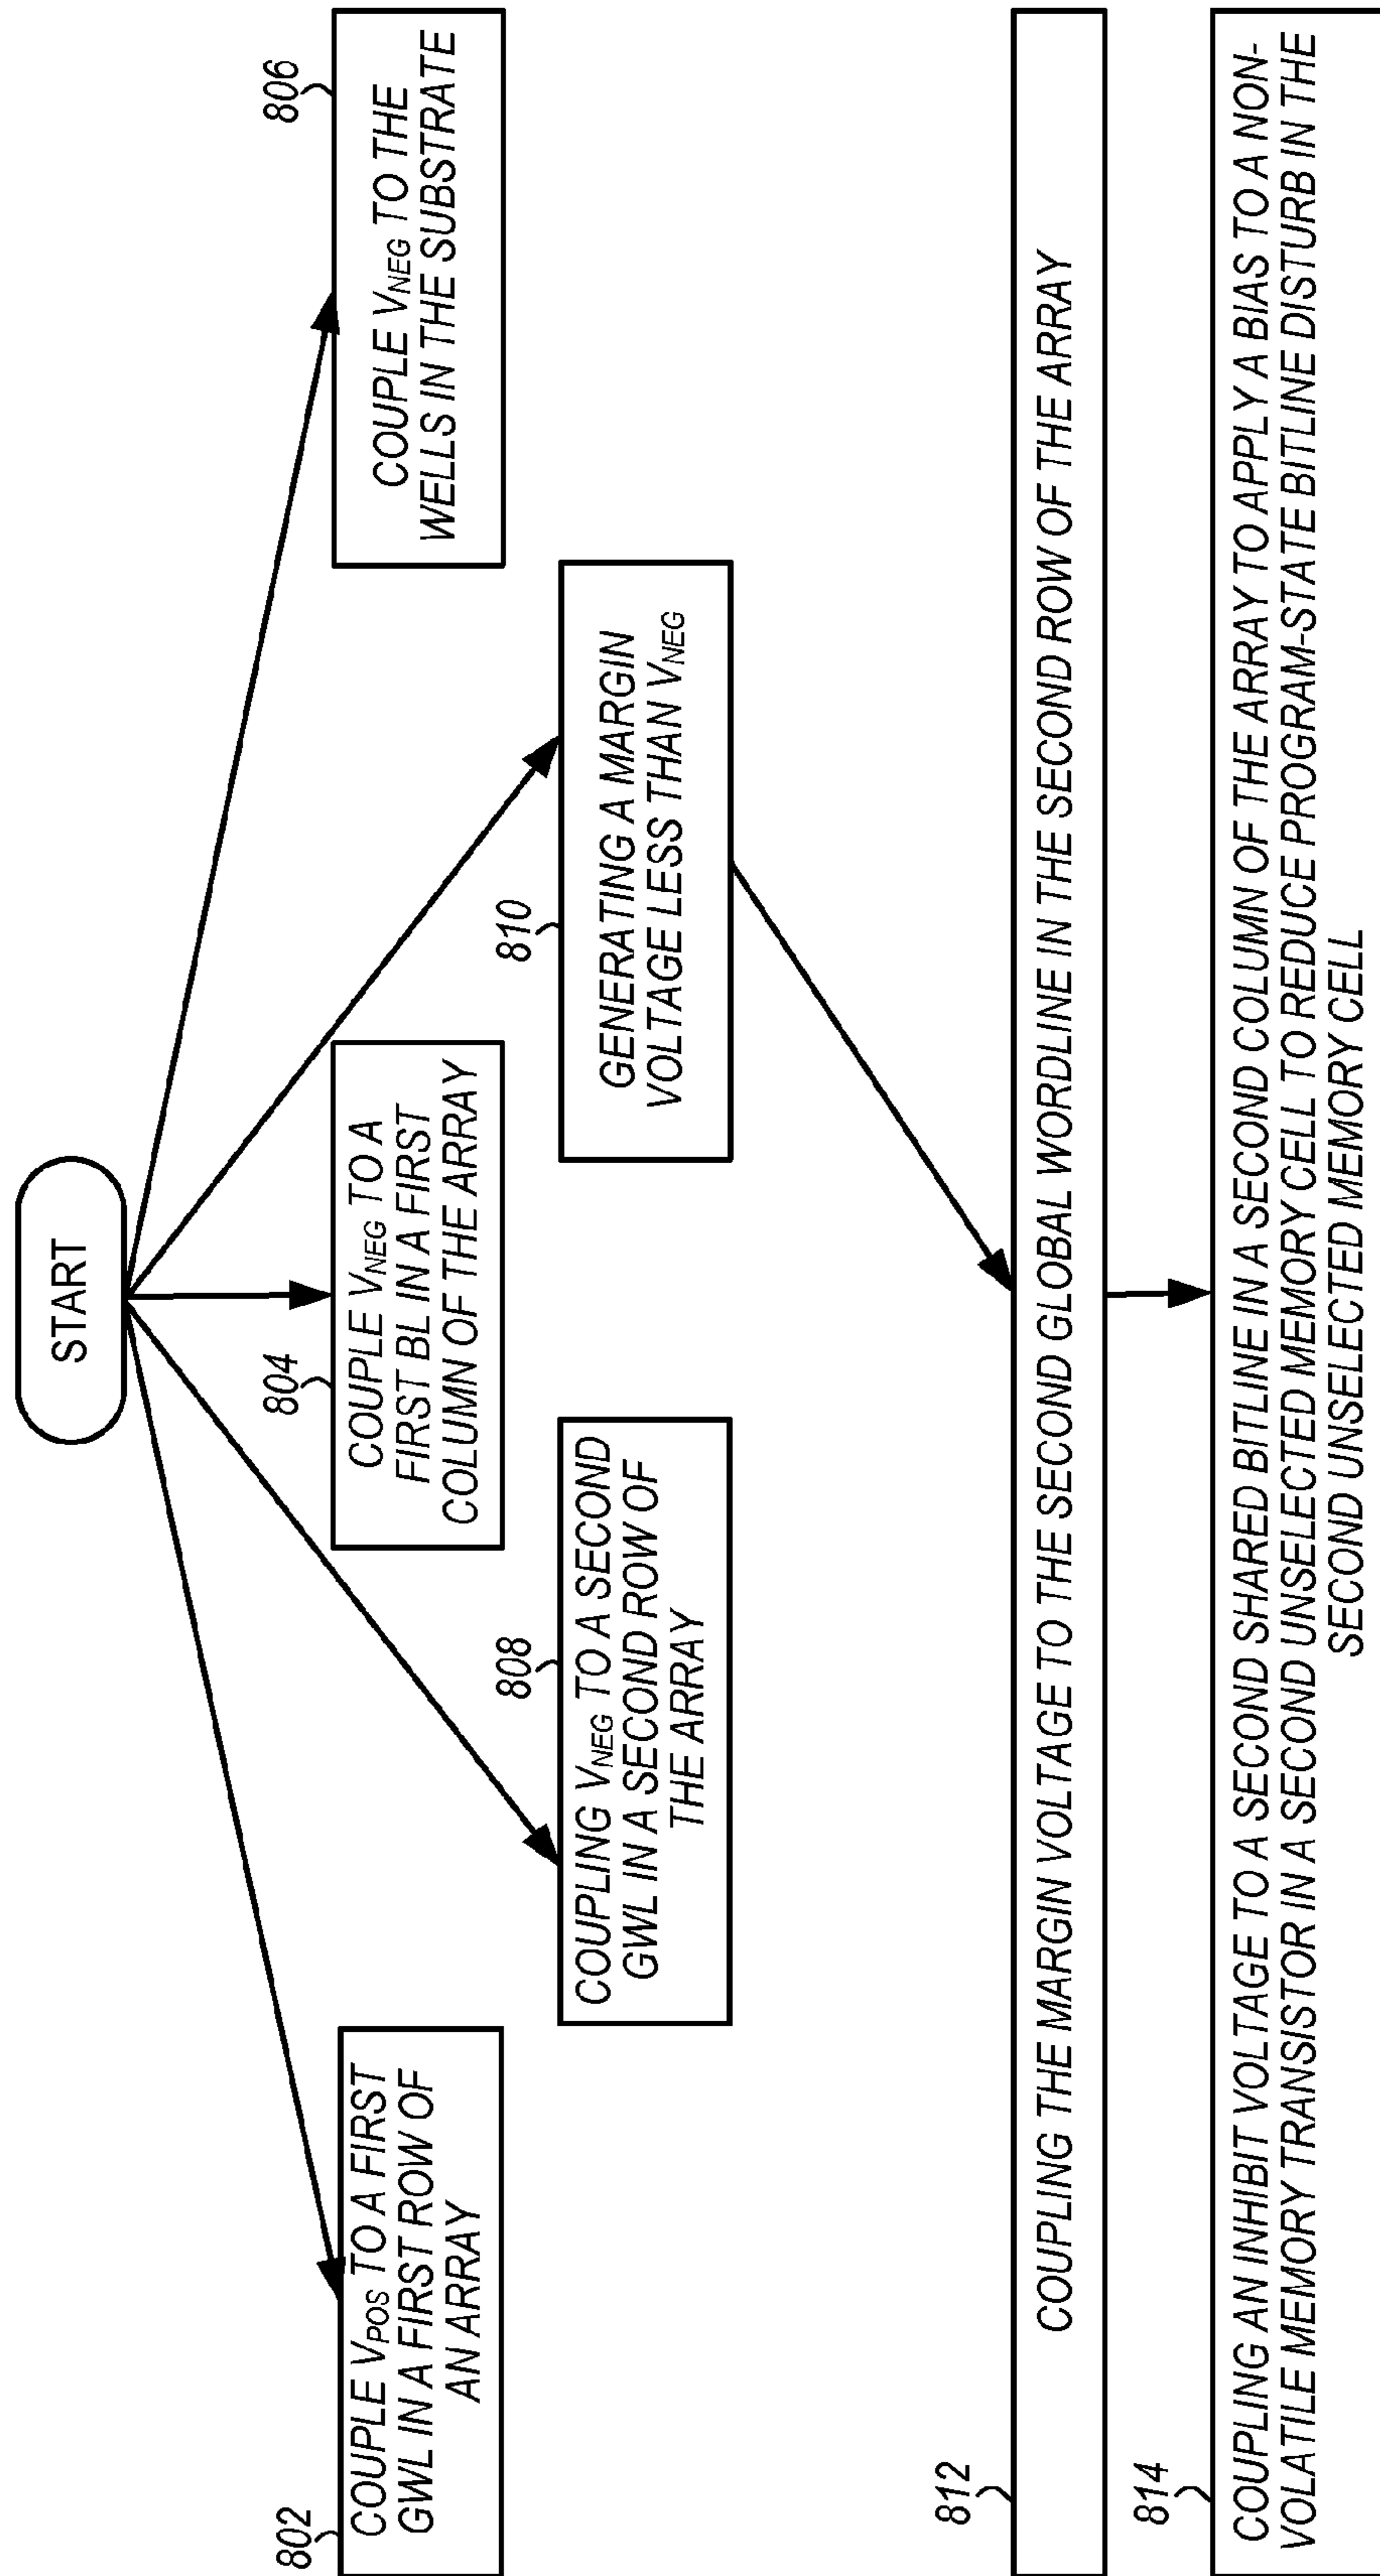 START
802
COUPLE VPOS TO A FIRST
GWL IN A FIRST ROW OF
AN ARRAY
804
COUPLE VNEG TO A
FIRST BL IN A FIRST
COLUMN OF THE ARRAY
806
COUPLE VNEG TO THE
WELLS IN THE SUBSTRATE
808
COUPLING VNEG TO A SECOND
GWL IN A SECOND ROW OF
THE ARRAY
810
GENERATING A MARGIN
VOLTAGE LESS THAN VNEG
812
COUPLING THE MARGIN VOLTAGE TO THE SECOND GLOBAL WORDLINE IN THE SECOND ROW OF THE ARRAY
814
COUPLING AN INHIBIT VOLTAGE TO A SECOND SHARED BITLINE IN A SECOND COLUMN OF THE ARRAY TO APPLY A BIAS TO A NON-
VOLATILE MEMORY TRANSISTOR IN A SECOND UNSELECTED MEMORY CELL TO REDUCE PROGRAM-STATE BITLINE DISTURB IN THE
SECOND UNSELECTED MEMORY CELL